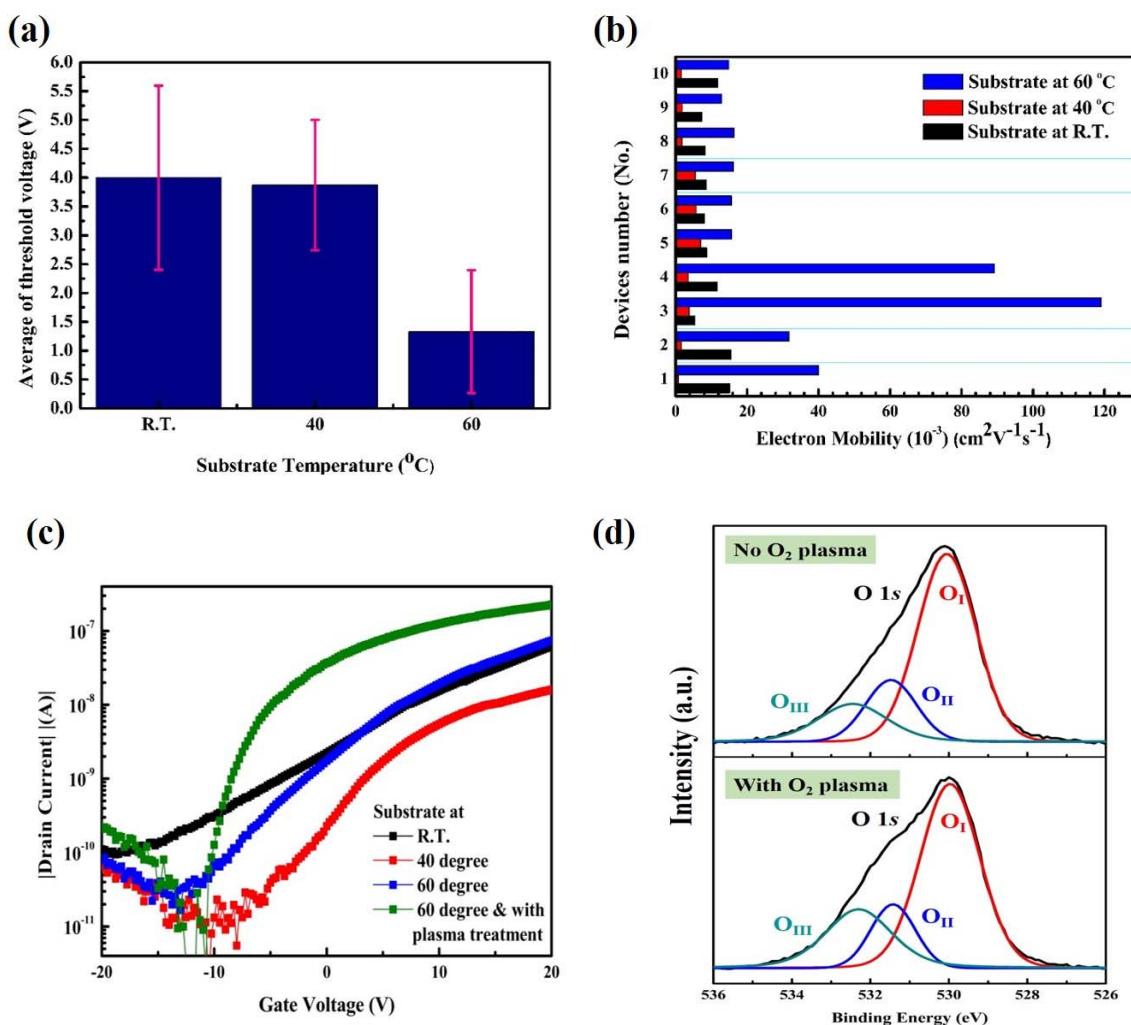 (a)
6.0
5.5
5.0
4.5
4.0
3.5
3.0
2.5
2.0
1.5
1.0
0.5
0.0
Average of threshold voltage (V)
R.T. 40 60
Substrate Temperature (°C)
(b)
10
9
8
7
6
5
4
3
2
1
Devices number (No.)
Substrate at 60 °C
Substrate at 40 °C
Substrate at R.T.
0 20 40 60 80 100 120
Electron Mobility (10⁻³) (cm²V⁻¹s⁻¹)
(c)
10⁻⁷
10⁻⁸
10⁻⁹
10⁻¹⁰
10⁻¹¹
|Drain Current| |(A)|
Substrate at
R.T.
40 degree
60 degree
60 degree & with
plasma treatment
-20 -10 0 10 20
Gate Voltage (V)
(d)
No O₂ plasma
O 1s
O_I
O_II
O_III
With O₂ plasma
O 1s
O_I
O_II
O_III
Intensity (a.u.)
536 534 532 530 528 526
Binding Energy (eV)